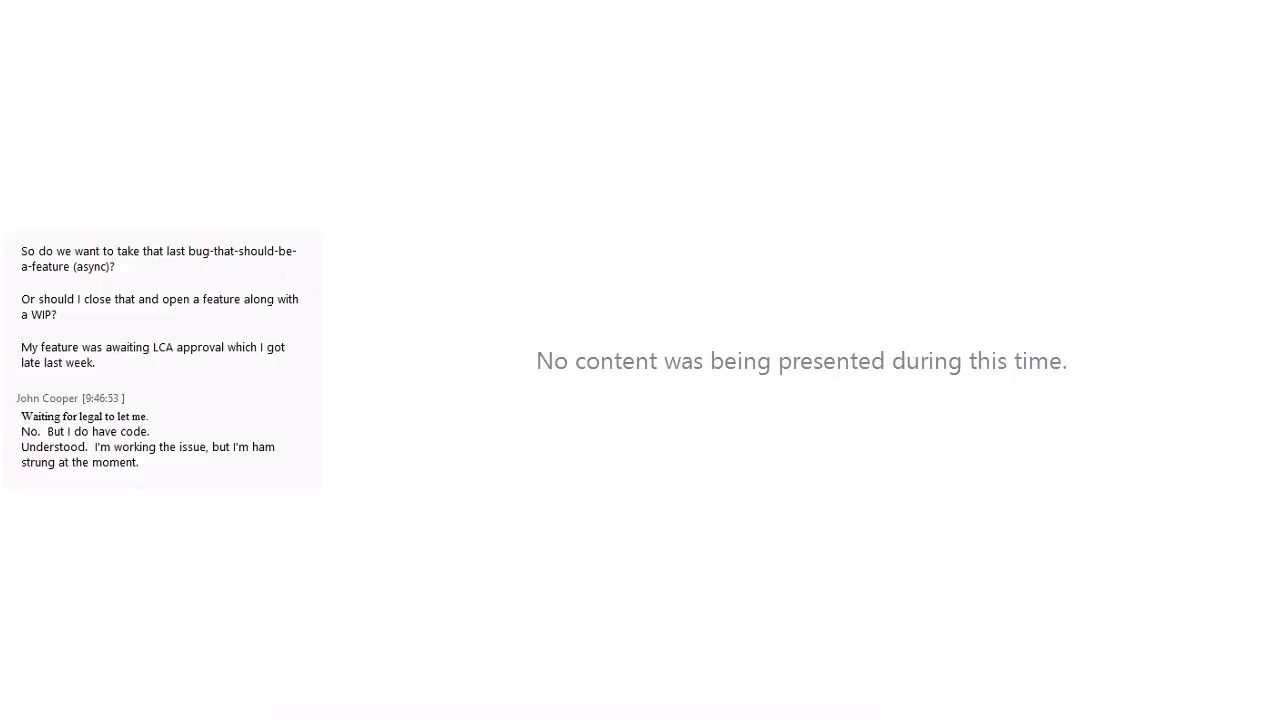 So do we want to take that last bug-that-should-be-
a-feature (async)?
Or should I close that and open a feature along with
a WIP?
My feature was awaiting LCA approval which I got
late last week.
John Cooper [9:46:53 ]
Waiting for legal to let me.
No.  But I do have code.
Understood.  I'm working the issue, but I'm ham
strung at the moment.
No content was being presented during this time.